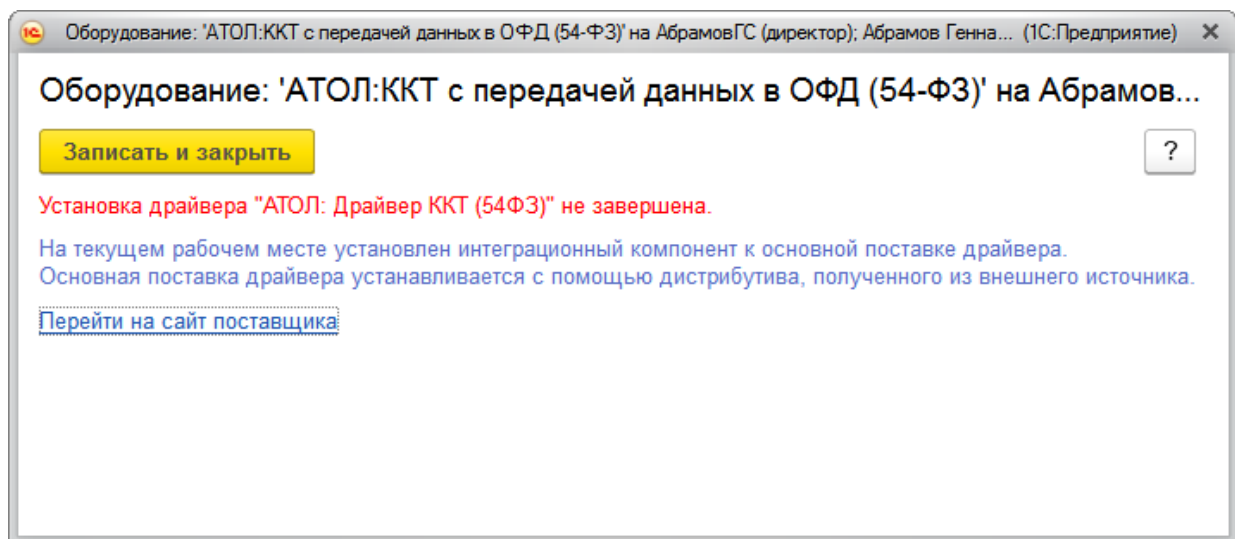 1С Оборудование: 'АТОЛ:ККТ с передачей данных в ОФД (54-ФЗ)' на АбрамовГС (директор); Абрамов Генна... (1С:Предприятие)
Оборудование: 'АТОЛ:ККТ с передачей данных в ОФД (54-ФЗ)' на Абрамов...
Записать и закрыть ?
Установка драйвера "АТОЛ: Драйвер ККТ (54ФЗ)" не завершена.
На текущем рабочем месте установлен интеграционный компонент к основной поставке драйвера.
Основная поставка драйвера устанавливается с помощью дистрибутива, полученного из внешнего источника.
Перейти на сайт поставщика